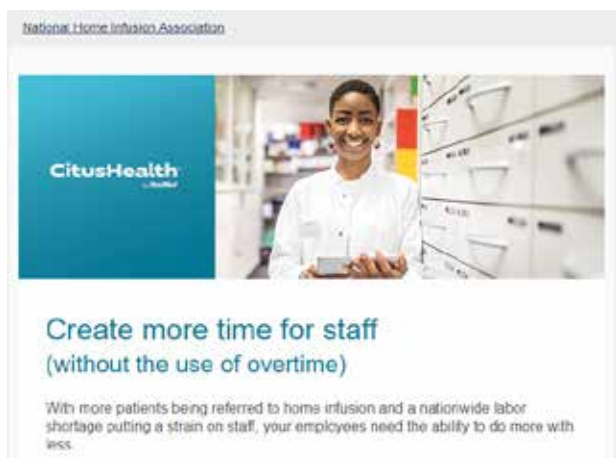 National Home Infusion Association
CitusHealth
Create more time for staff
(without the use of overtime)
With more patients being referred to home infusion and a nationwide labor
shortage putting a strain on staff, your employees need the ability to do more with
less.